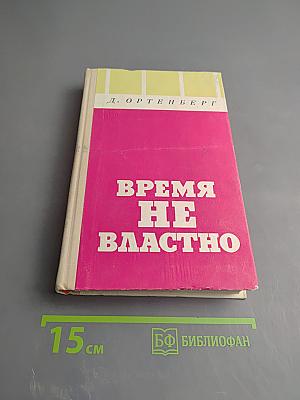 Д. ОРТЕНБЕРГ
ВРЕМЯ
НЕ
ВЛАСТНО
15 см
БФ БИБЛИОФАН